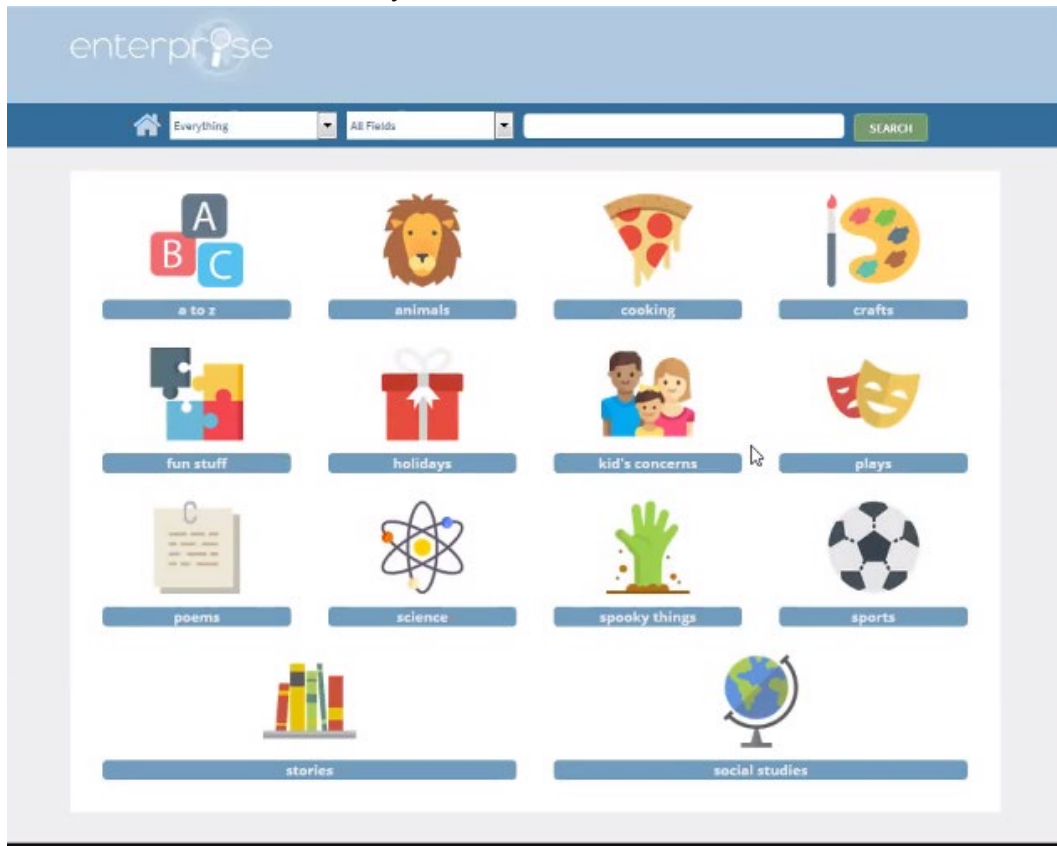 enterprise
Everything All Fields SEARCH
A
B C
a to z animals cooking crafts
fun stuff holidays kid's concerns plays
poems science spooky things sports
stories social studies